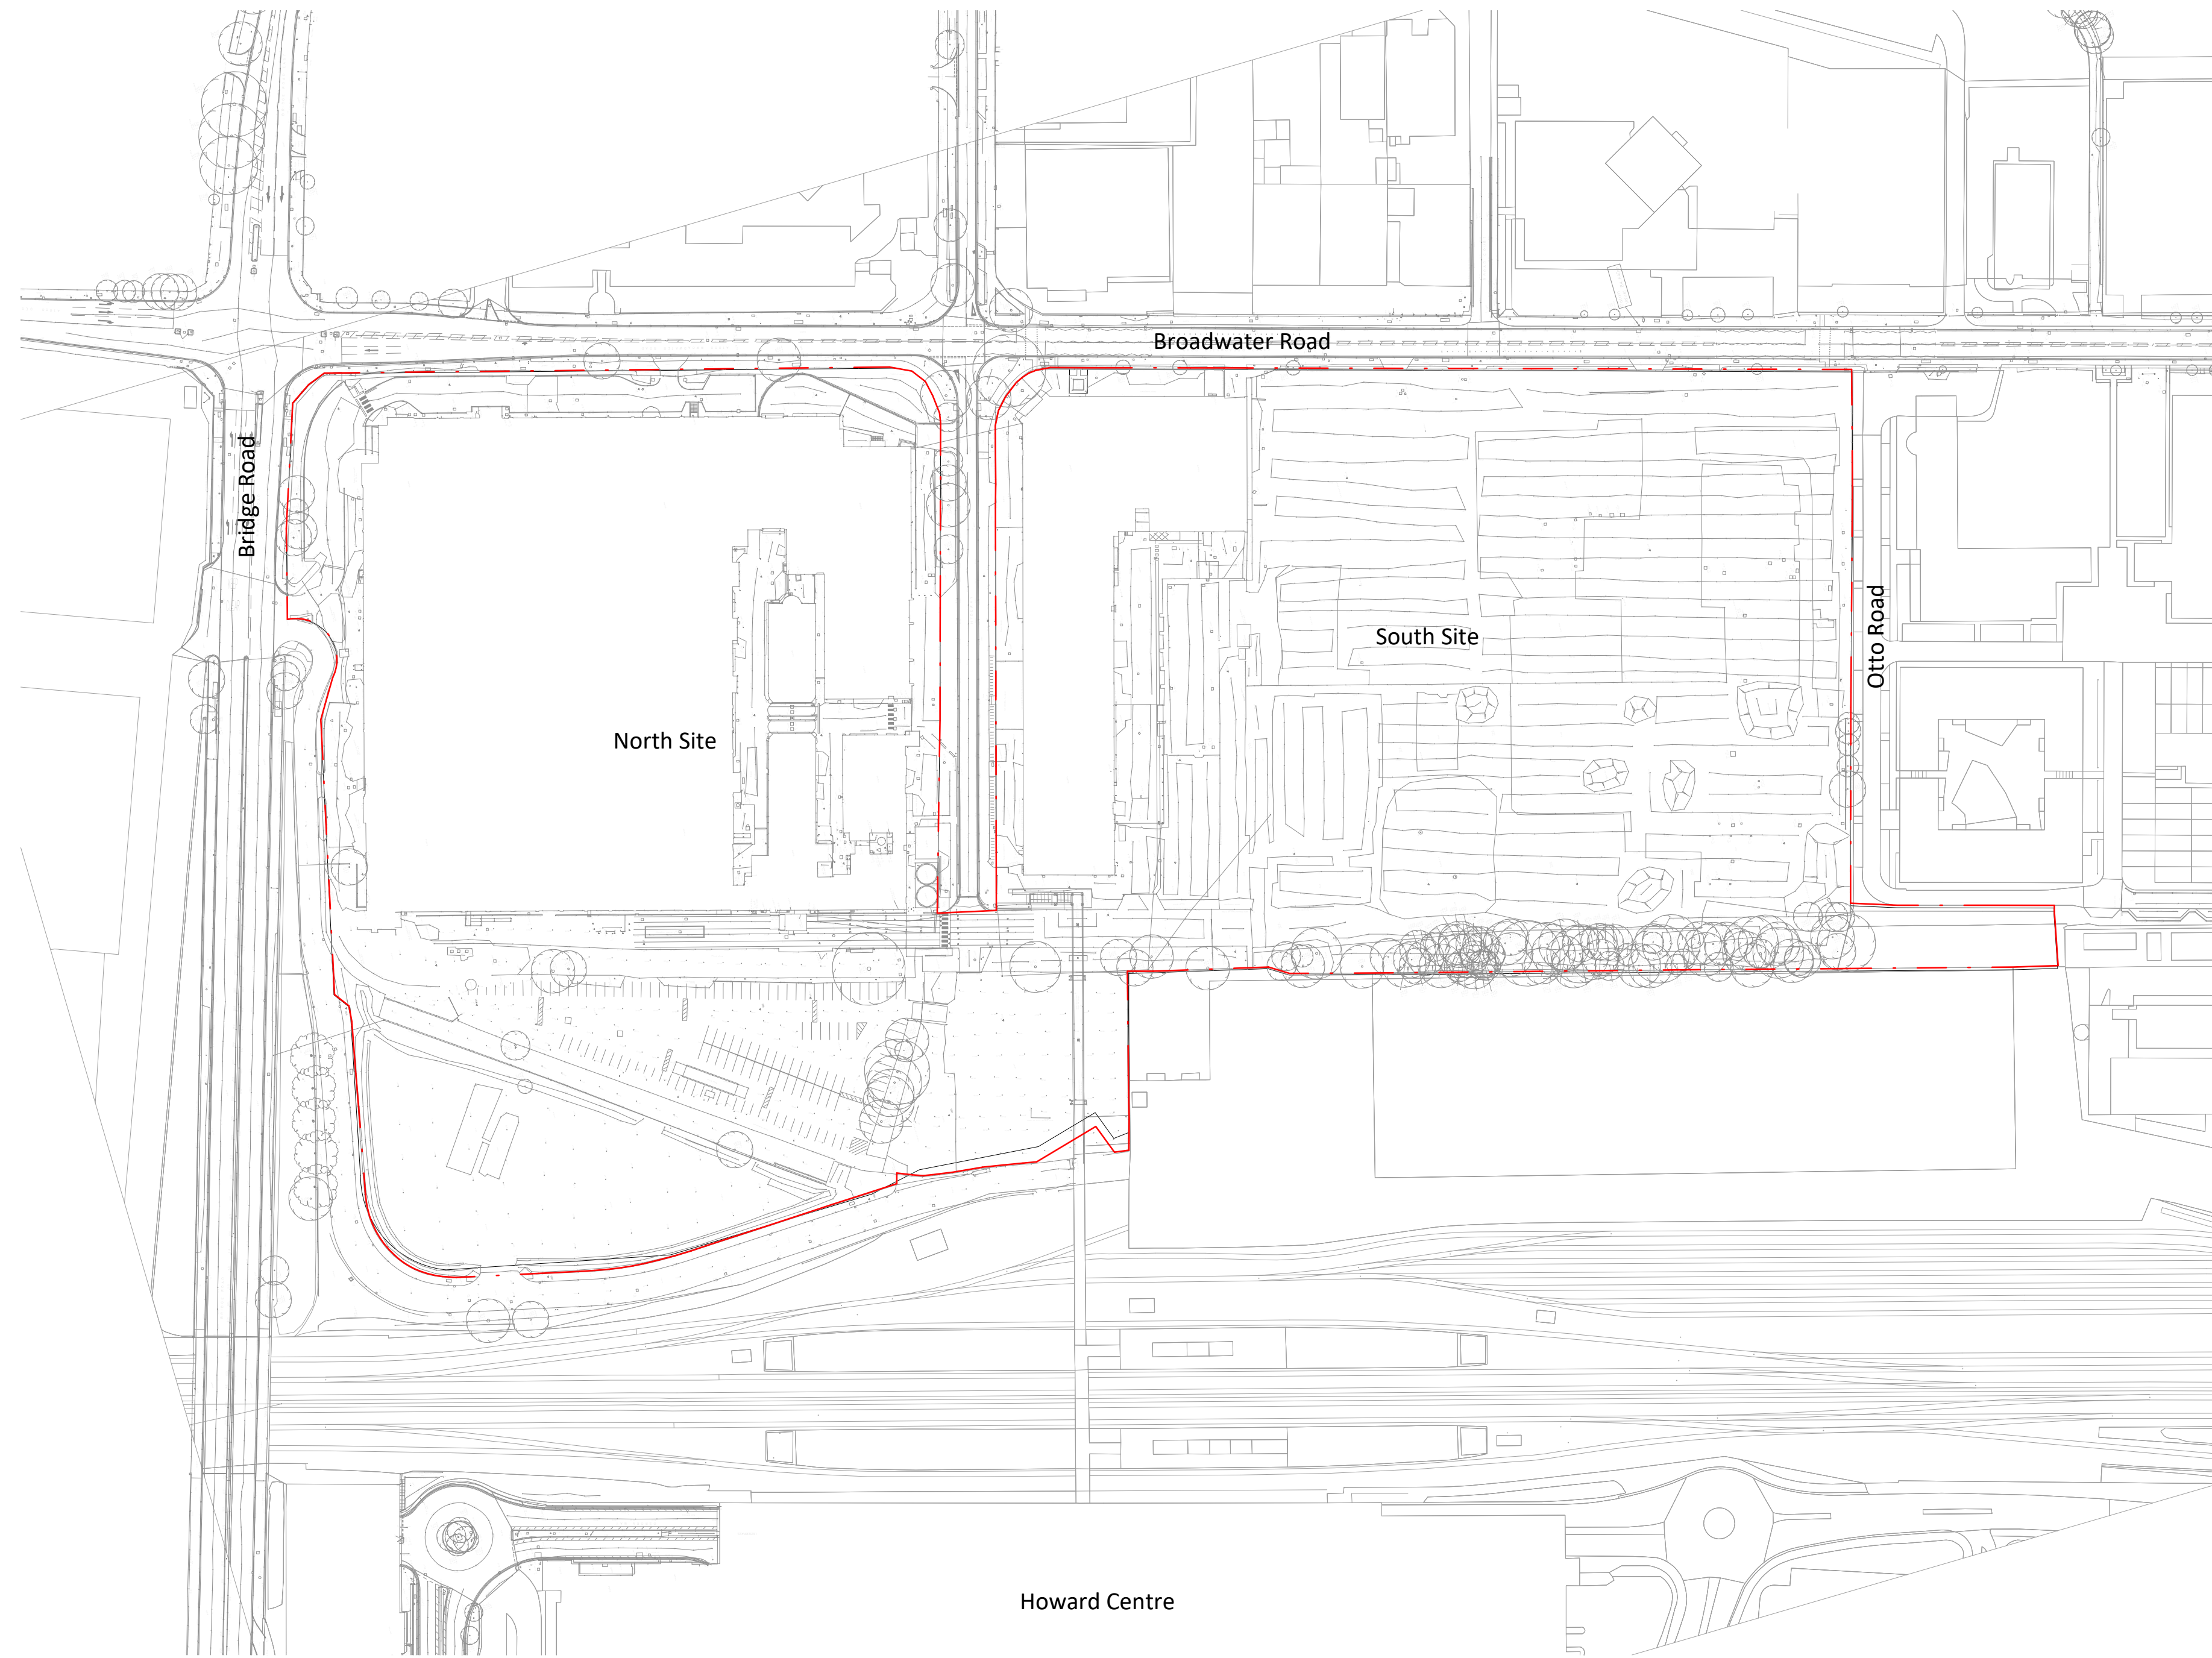 Broadwater Road
Bridge Road
South Site
Otto Road
North Site
Howard Centre